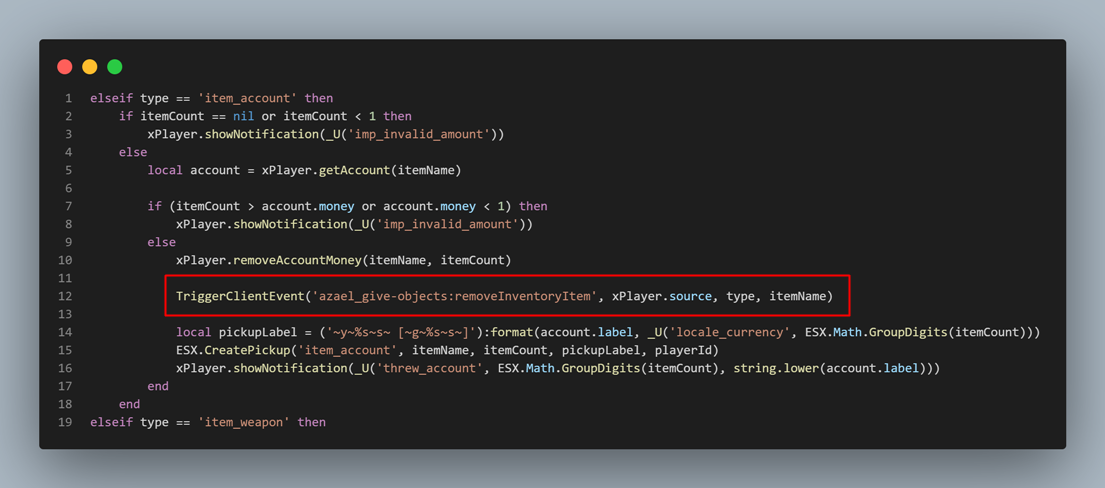 1 elseif type == 'item_account' then
2 if itemCount == nil or itemCount < 1 then
3 xPlayer.showNotification(_U('imp_invalid_amount'))
4 else
5 local account = xPlayer.getAccount(itemName)
6
7 if (itemCount > account.money or account.money < 1) then
8 xPlayer.showNotification(_U('imp_invalid_amount'))
9 else
10 xPlayer.removeAccountMoney(itemName, itemCount)
11
12 TriggerClientEvent('azael_give-objects:removeInventoryItem', xPlayer.source, type, itemName)
13
14 local pickupLabel = ('~y~%s~s~ [~g~%s~s~]'):format(account.label, _U('locale_currency', ESX.Math.GroupDigits(itemCount)))
15 ESX.CreatePickup('item_account', itemName, itemCount, pickupLabel, playerId)
16 xPlayer.showNotification(_U('threw_account', ESX.Math.GroupDigits(itemCount), string.lower(account.label)))
17 end
18 end
19 elseif type == 'item_weapon' then